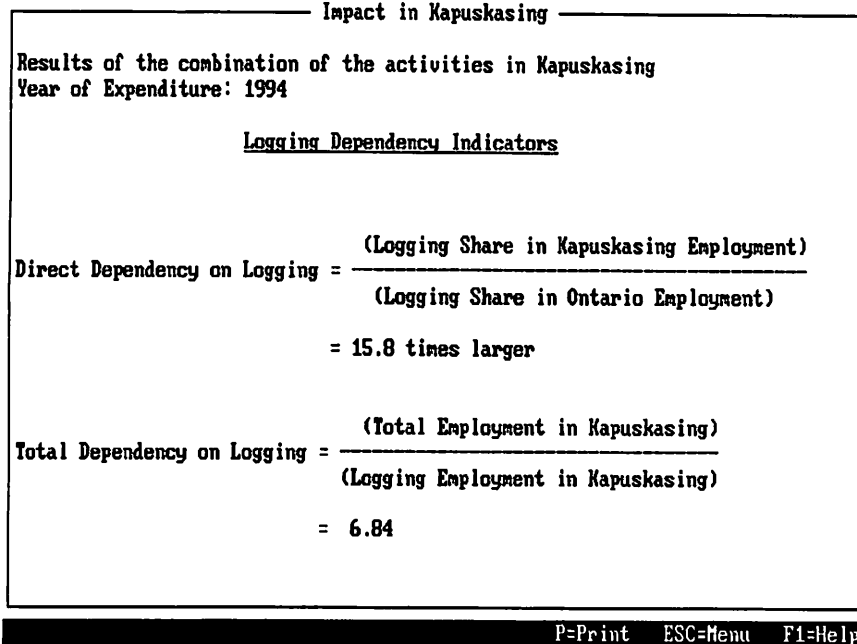 Impact in Kapuskasing
Results of the combination of the activities in Kapuskasing
Year of Expenditure: 1994
Logging Dependency Indicators
(Logging Share in Kapuskasing Employment)
Direct Dependency on Logging =
(Logging Share in Ontario Employment)
= 15.8 times larger
(Total Employment in Kapuskasing)
Total Dependency on Logging =
(Logging Employment in Kapuskasing)
= 6.84
P=Print ESC=Menu F1=Help